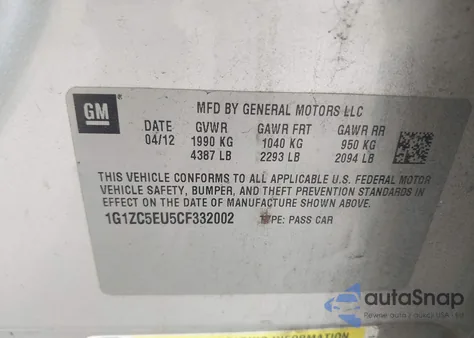 GM
MFD BY GENERAL MOTORS LLC
DATE GVWR GAWR FRT GAWR RR
04/12 1990 KG 1040 KG 950 KG
4387 LB 2293 LB 2094 LB
THIS VEHICLE CONFORMS TO ALL APPLICABLE U.S. FEDERAL MOTOR
VEHICLE SAFETY, BUMPER, AND THEFT PREVENTION STANDARDS IN
EFFECT ON THE DATE OF MANUFACTURE SHOWN ABOVE.
1G1ZC5EU5CF332002 TYPE: PASS CAR
autoSnap